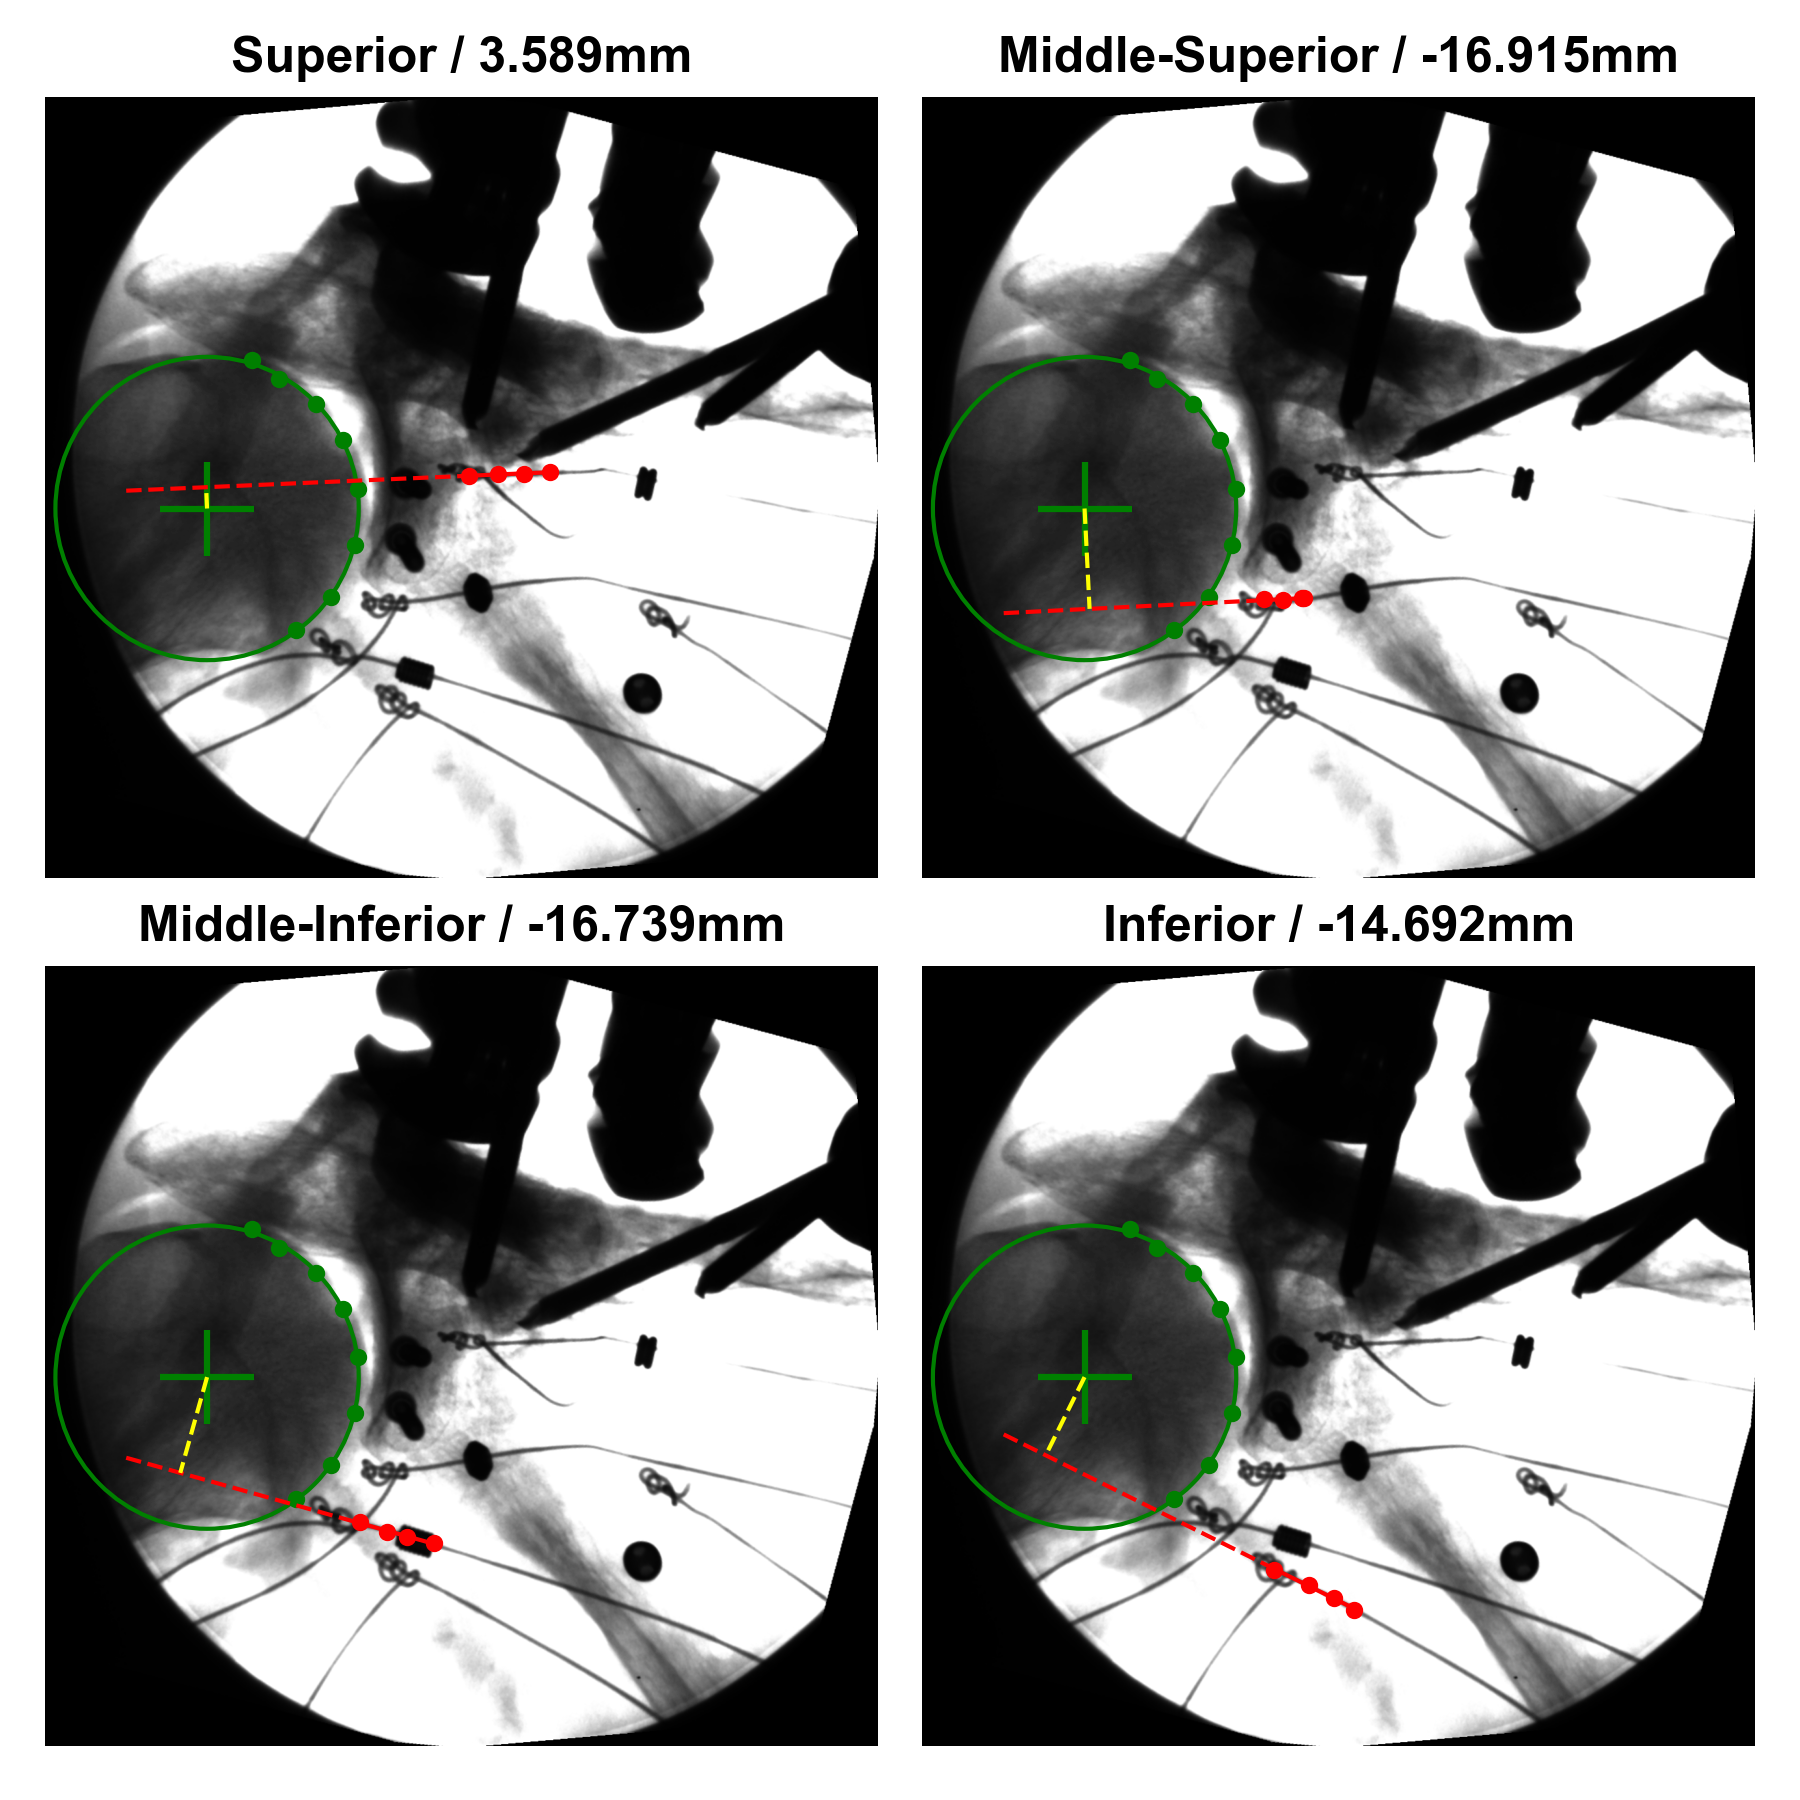 Superior / 3.589mm
Middle-Superior / -16.915mm
Middle-Inferior / -16.739mm
Inferior / -14.692mm